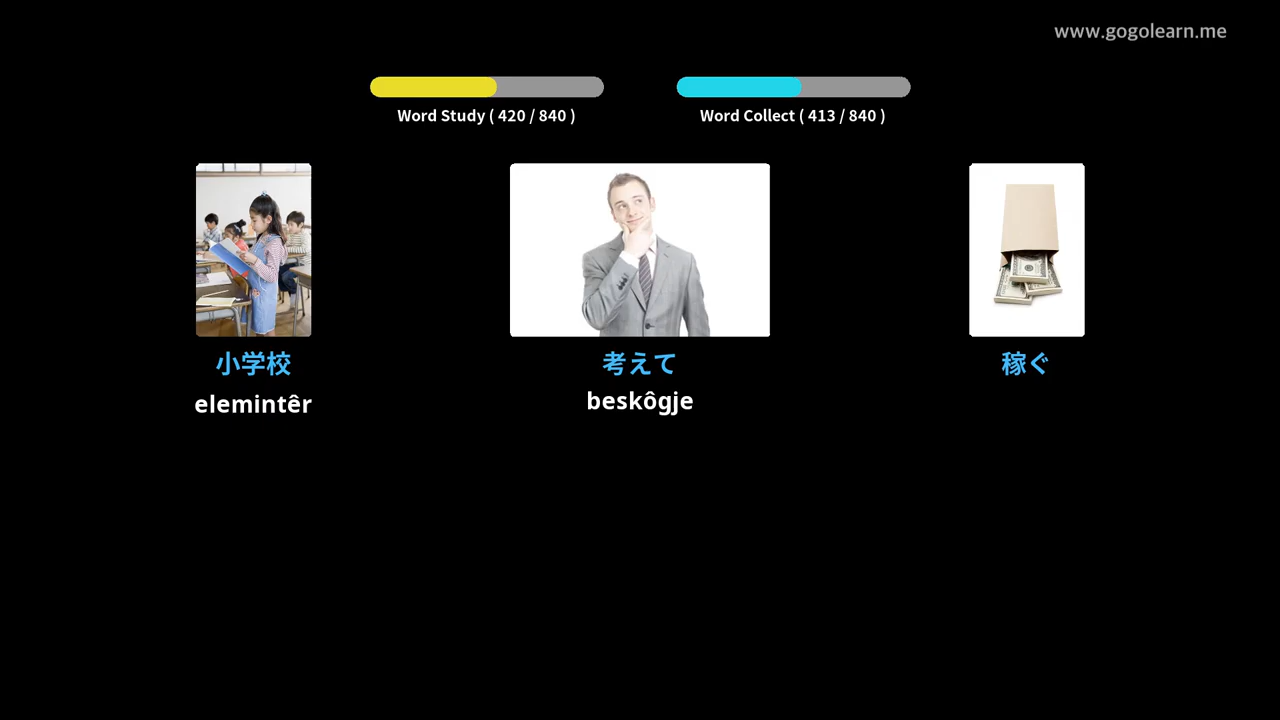 www.gogolearn.me
Word Study ( 420 / 840 )
Word Collect ( 413 / 840 )
小学校
elemintêr
考えて
beskôgje
稼ぐ